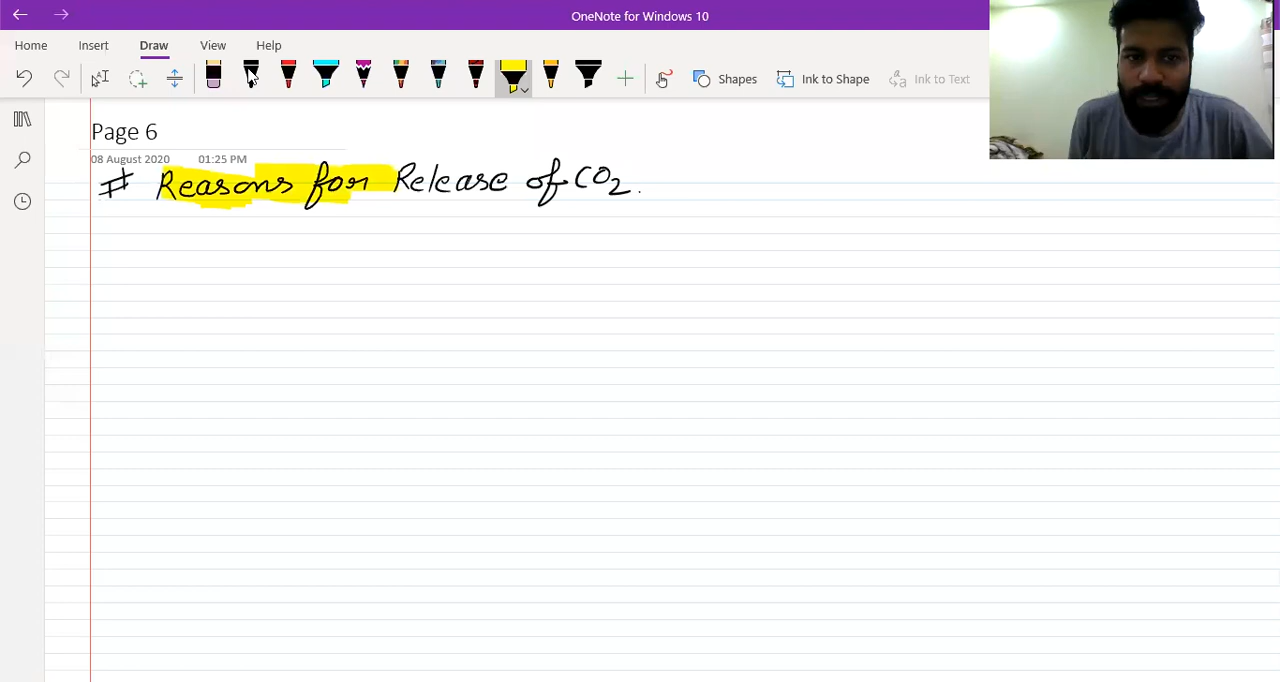 OneNote for Windows 10
Home Insert Draw View Help
Shapes Ink to Shape Ink to Text
Page 6
08 August 2020 01:25 PM
# Reasons for Release of CO2.